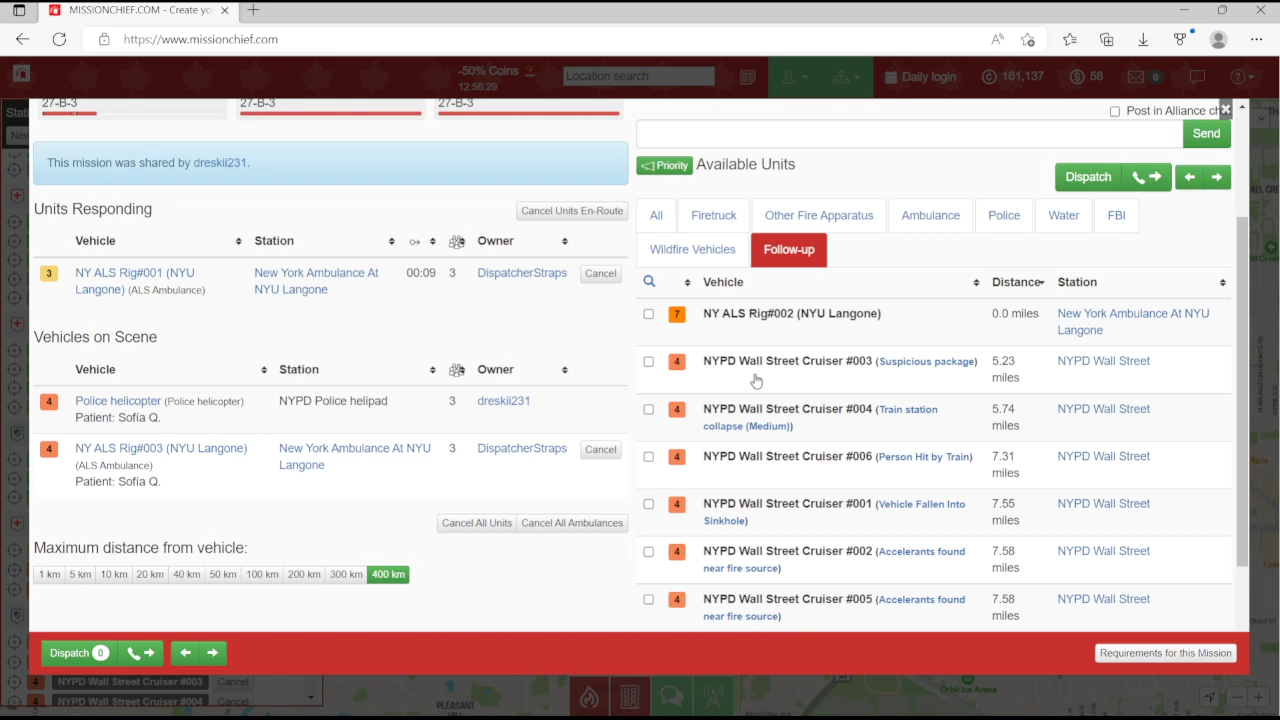 MISSIONCHIEF.COM - Create yo
https://www.missionchief.com
-50% Coins
12:56:29
Location search
Daily login
161,137
58
0
Stati
New
27-B-3
27-B-3
27-B-3
This mission was shared by dreskii231.
Units Responding
Cancel Units En-Route
Vehicle Station Owner
3 NY ALS Rig#001 (NYU Langone) (ALS Ambulance)
New York Ambulance At NYU Langone
00:09 3 DispatcherStraps Cancel
Vehicles on Scene
Vehicle Station Owner
4 Police helicopter (Police helicopter)
Patient: Sofía Q.
NYPD Police helipad 3 dreskii231
4 NY ALS Rig#003 (NYU Langone)
(ALS Ambulance)
Patient: Sofía Q.
New York Ambulance At NYU Langone
3 DispatcherStraps Cancel
Cancel All Units Cancel All Ambulances
Maximum distance from vehicle:
1 km 5 km 10 km 20 km 40 km 50 km 100 km 200 km 300 km 400 km
Post in Alliance ch
Send
Priority Available Units
Dispatch
All Firetruck Other Fire Apparatus Ambulance Police Water FBI
Wildfire Vehicles Follow-up
Vehicle Distance Station
7 NY ALS Rig#002 (NYU Langone) 0.0 miles New York Ambulance At NYU
Langone
4 NYPD Wall Street Cruiser #003 (Suspicious package) 5.23 NYPD Wall Street
miles
4 NYPD Wall Street Cruiser #004 (Train station 5.74 NYPD Wall Street
collapse (Medium)) miles
4 NYPD Wall Street Cruiser #006 (Person Hit by Train) 7.31 NYPD Wall Street
miles
4 NYPD Wall Street Cruiser #001 (Vehicle Fallen Into 7.55 NYPD Wall Street
Sinkhole) miles
4 NYPD Wall Street Cruiser #002 (Accelerants found 7.58 NYPD Wall Street
near fire source) miles
4 NYPD Wall Street Cruiser #005 (Accelerants found 7.58 NYPD Wall Street
near fire source) miles
Dispatch 0
Requirements for this Mission
4 NYPD Wall Street Cruiser #003 Cancel
4 NYPD Wall Street Cruiser #004 Cancel
PLEASANT
Orbit Ice Arena